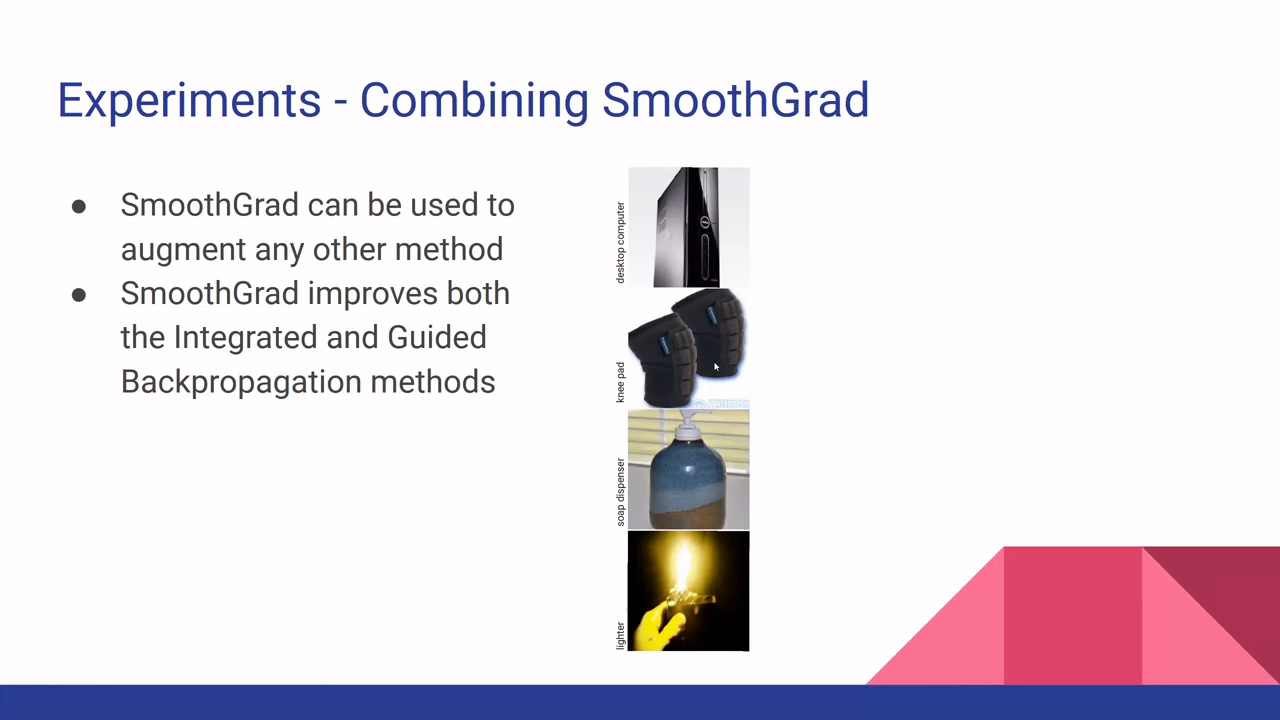 Experiments - Combining SmoothGrad
● SmoothGrad can be used to
augment any other method
● SmoothGrad improves both
the Integrated and Guided
Backpropagation methods
desktop computer
knee pad
soap dispenser
lighter